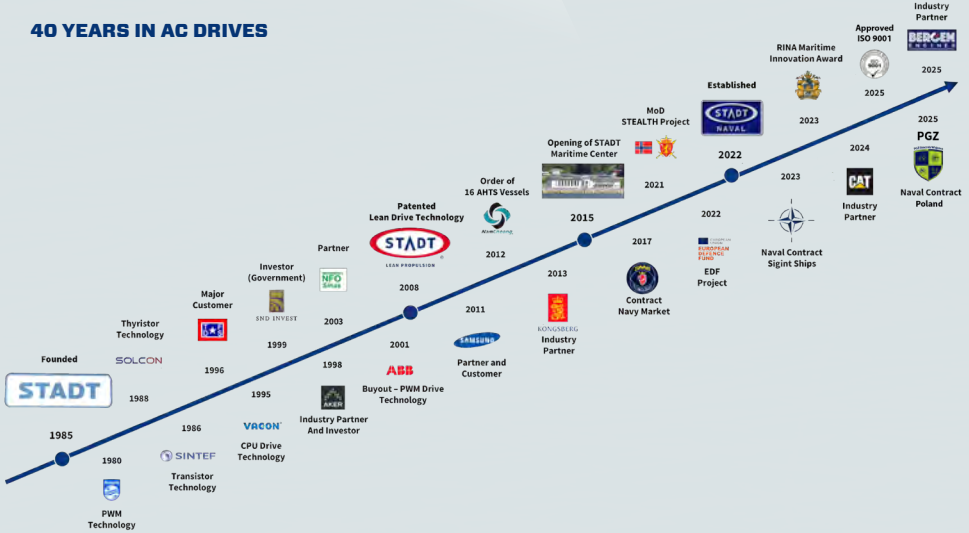 40 YEARS IN AC DRIVES
Founded
STADT
1985
1980
PWM
Technology
Thyristor
Technology
SOLCON
1988
1986
SINTEF
Transistor
Technology
Major
Customer
1996
1995
VACON
CPU Drive
Technology
Investor
(Government)
SND INVEST
1999
1998
AKER
Industry Partner
And Investor
Partner
NFO
2003
2001
ABB
Buyout – PWM Drive
Technology
Patented
Lean Drive Technology
STADT
LEAN PROPULSION
2008
2011
SAMSUNG
Partner and
Customer
Order of
16 AHTS Vessels
NamCheong
2012
2013
KONGSBERG
Industry
Partner
Opening of STADT
Maritime Center
2015
2017
Contract
Navy Market
MoD
STEALTH Project
2021
2022
EUROPEAN
DEFENCE
FUND
EDF
Project
Established
STADT
NAVAL
2022
2023
Naval Contract
Sigint Ships
RINA Maritime
Innovation Award
2023
2024
CAT
Industry
Partner
Approved
ISO 9001
ISO
9001
2025
2025
PGZ
Naval Contract
Poland
Industry
Partner
BERGEN
ENGINES
2025